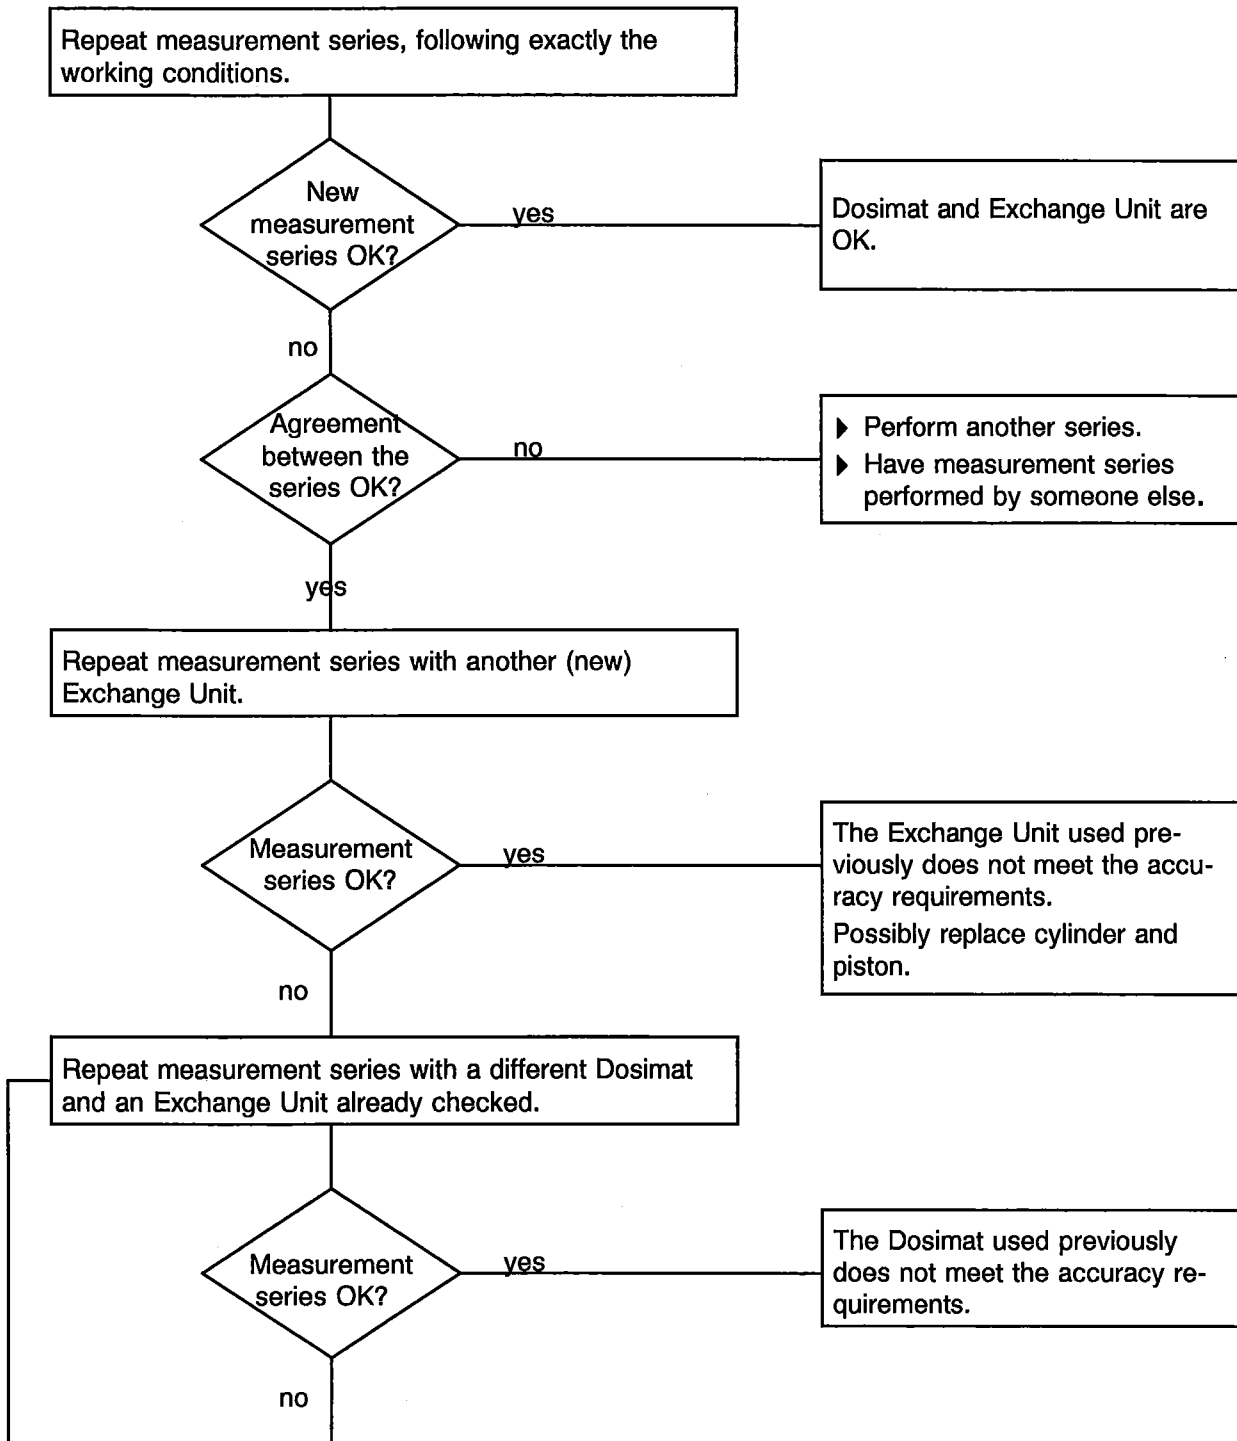 Repeat measurement series, following exactly the
working conditions.
New
measurement
series OK?
yes
Dosimat and Exchange Unit are
OK.
no
Agreement
between the
series OK?
no
▶ Perform another series.
▶ Have measurement series
performed by someone else.
yes
Repeat measurement series with another (new)
Exchange Unit.
Measurement
series OK?
yes
The Exchange Unit used pre-
viously does not meet the accu-
racy requirements.
Possibly replace cylinder and
piston.
no
Repeat measurement series with a different Dosimat
and an Exchange Unit already checked.
Measurement
series OK?
yes
The Dosimat used previously
does not meet the accuracy re-
quirements.
no